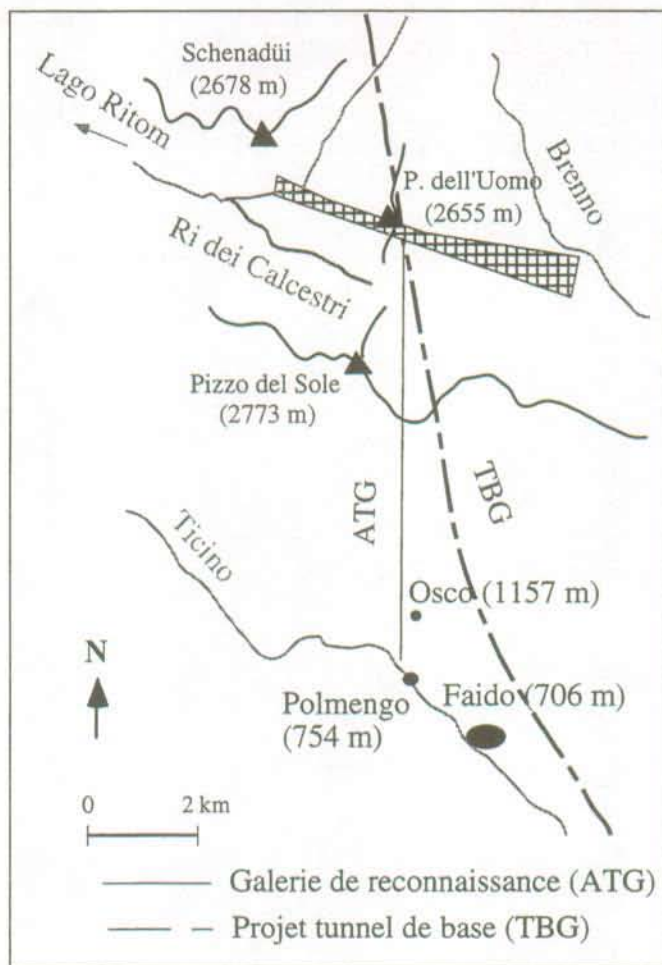 Schenadüi
(2678 m)
Lago Ritom
Brenno
P. dell'Uomo
(2655 m)
Ri dei Calcestri
Pizzo del Sole
(2773 m)
ATG
TBG
Ticino
Osco (1157 m)
N
Polmengo
(754 m)
Faido (706 m)
0 2 km
Galerie de reconnaissance (ATG)
Projet tunnel de base (TBG)